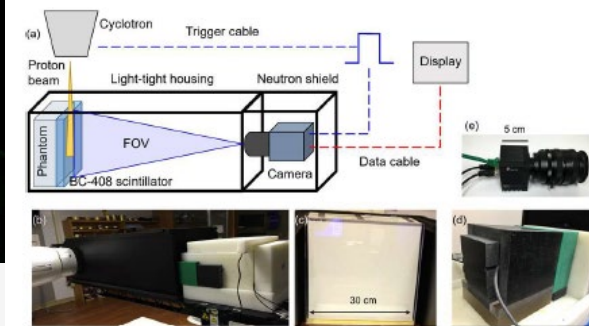 (a)
Cyclotron
Trigger cable
Proton
beam
Light-tight housing
Neutron shield
Display
Phantom
FOV
BC-408 scintillator
Camera
Data cable
(e)
5 cm
(b)
(c)
30 cm
(d)